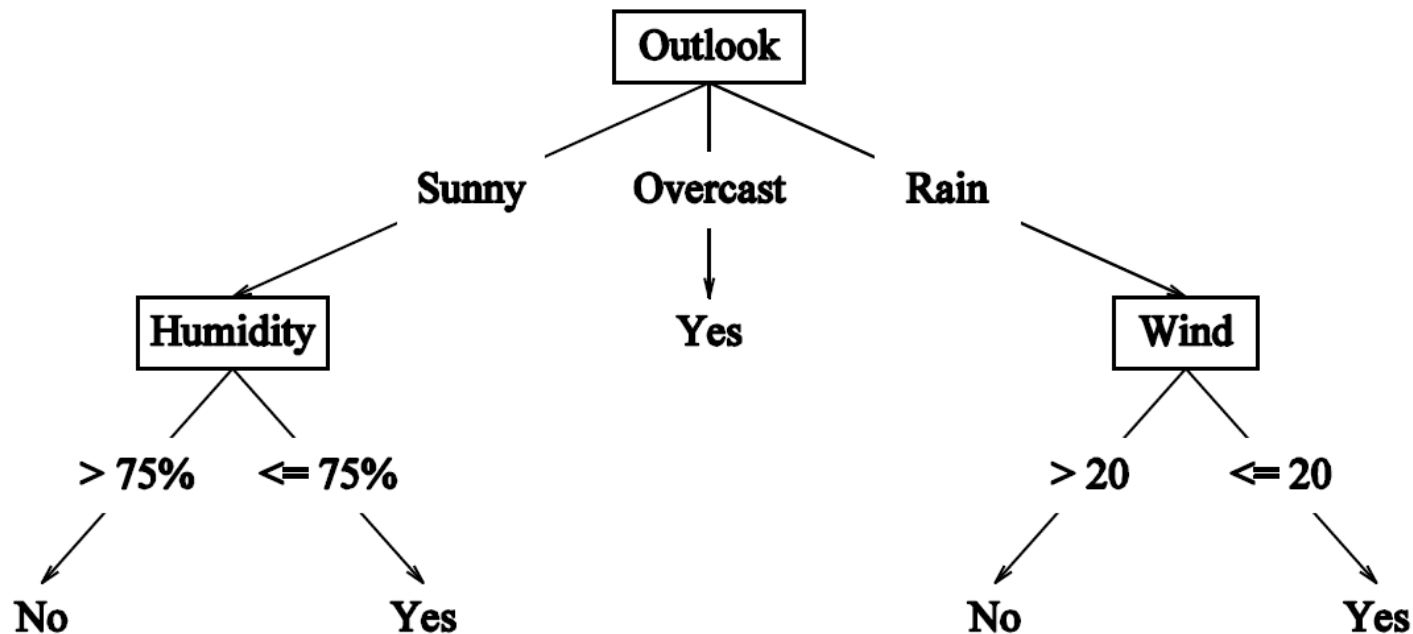 Outlook
Sunny Overcast Rain
Humidity Yes Wind
> 75% <= 75% > 20 <= 20
No Yes No Yes